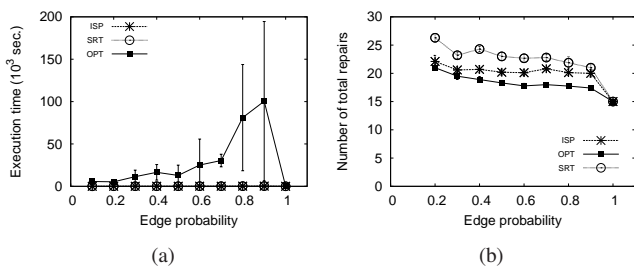 200
150
100
50
0
Execution time (10³ sec.)
ISP
SRT
OPT
0 0.2 0.4 0.6 0.8 1
Edge probability
(a)
30
25
20
15
10
5
0
Number of total repairs
ISP
OPT
SRT
0 0.2 0.4 0.6 0.8 1
Edge probability
(b)